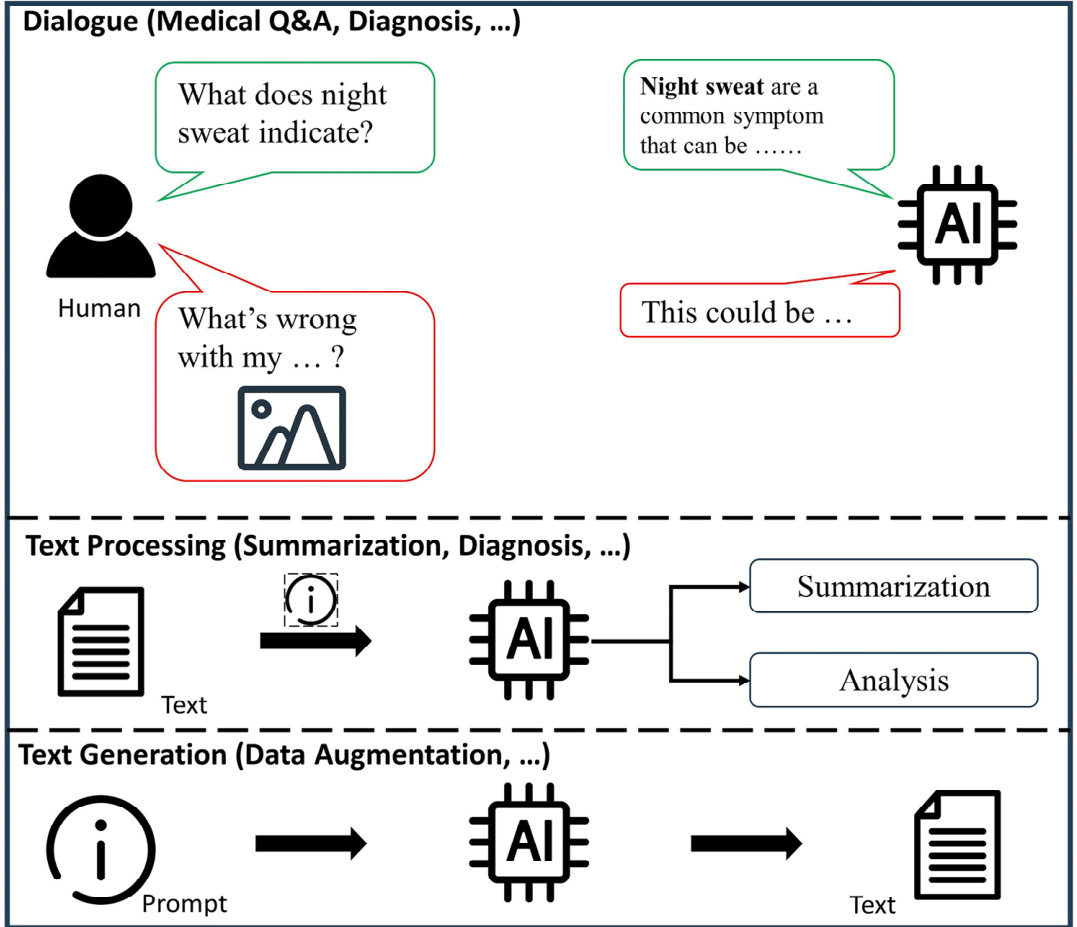 Dialogue (Medical Q&A, Diagnosis, …)
What does night
sweat indicate?
Night sweat are a
common symptom
that can be ……
AI
Human
What’s wrong
with my … ?
This could be …
Text Processing (Summarization, Diagnosis, …)
i
Text
AI
Summarization
Analysis
Text Generation (Data Augmentation, …)
i
Prompt
AI
Text